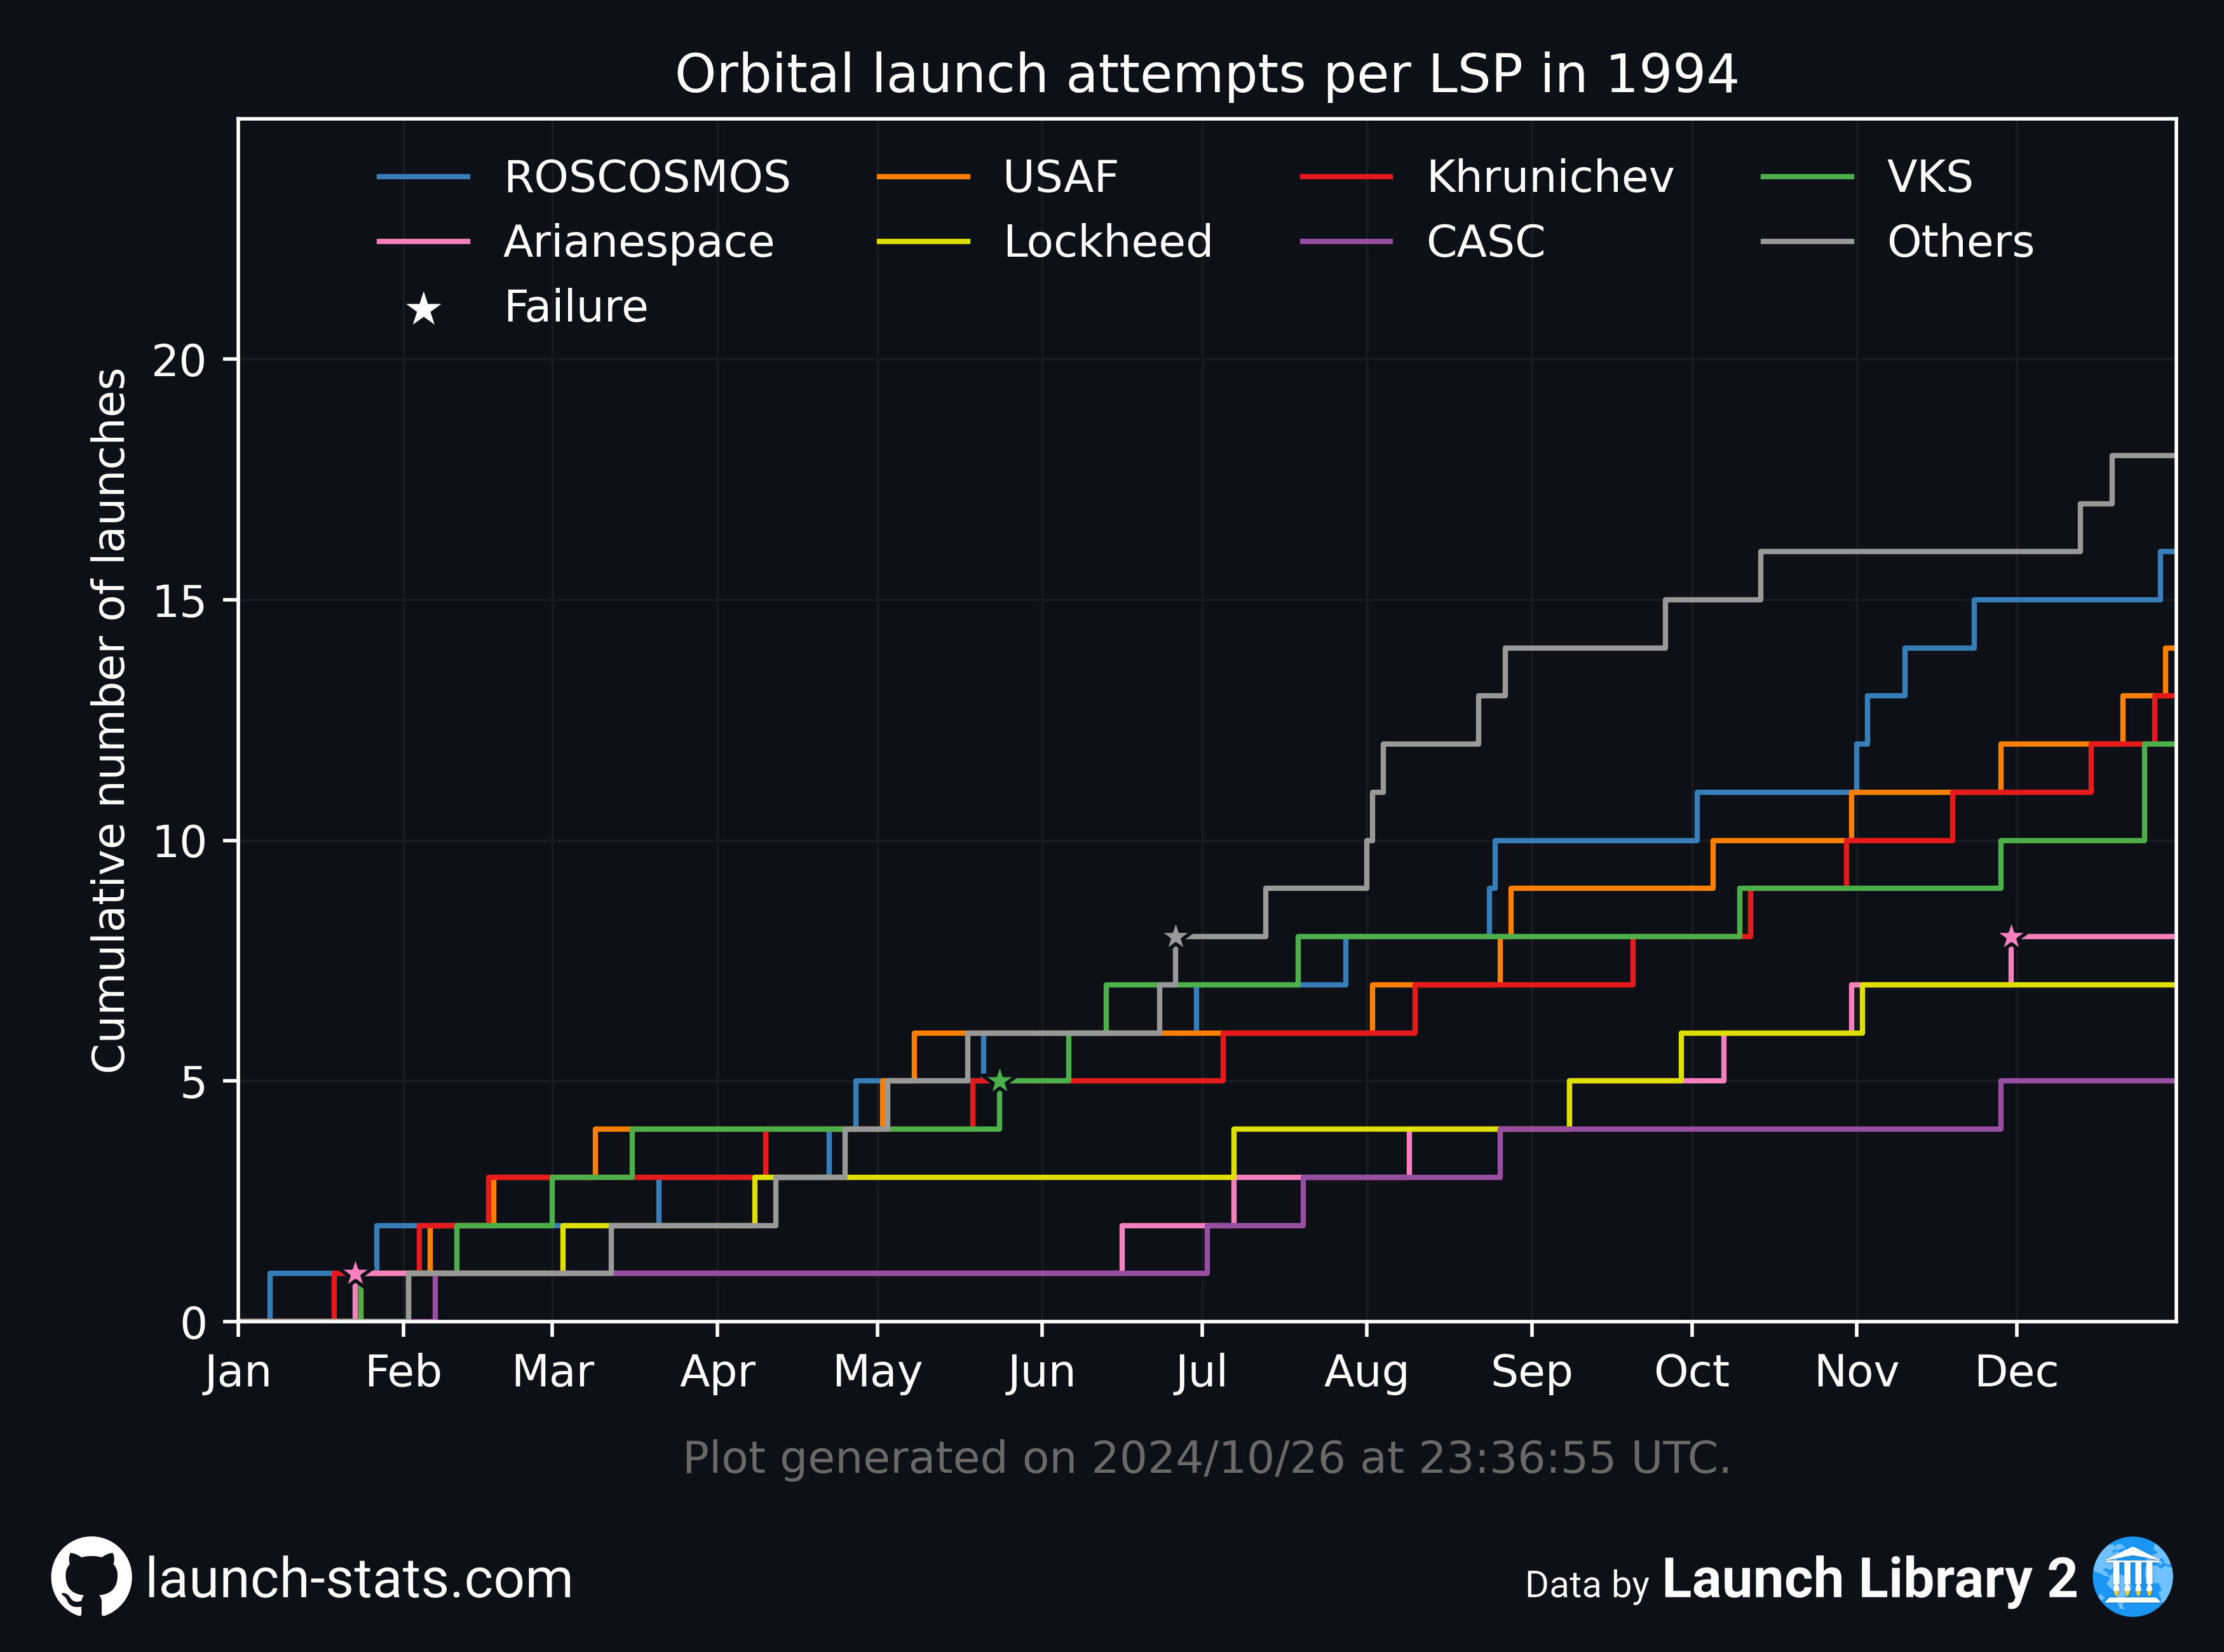 Orbital launch attempts per LSP in 1994
ROSCOSMOS USAF Khrunichev VKS
Arianespace Lockheed CASC Others
Failure
Cumulative number of launches
20
15
10
5
0
Jan Feb Mar Apr May Jun Jul Aug Sep Oct Nov Dec
Plot generated on 2024/10/26 at 23:36:55 UTC.
launch-stats.com
Data by Launch Library 2